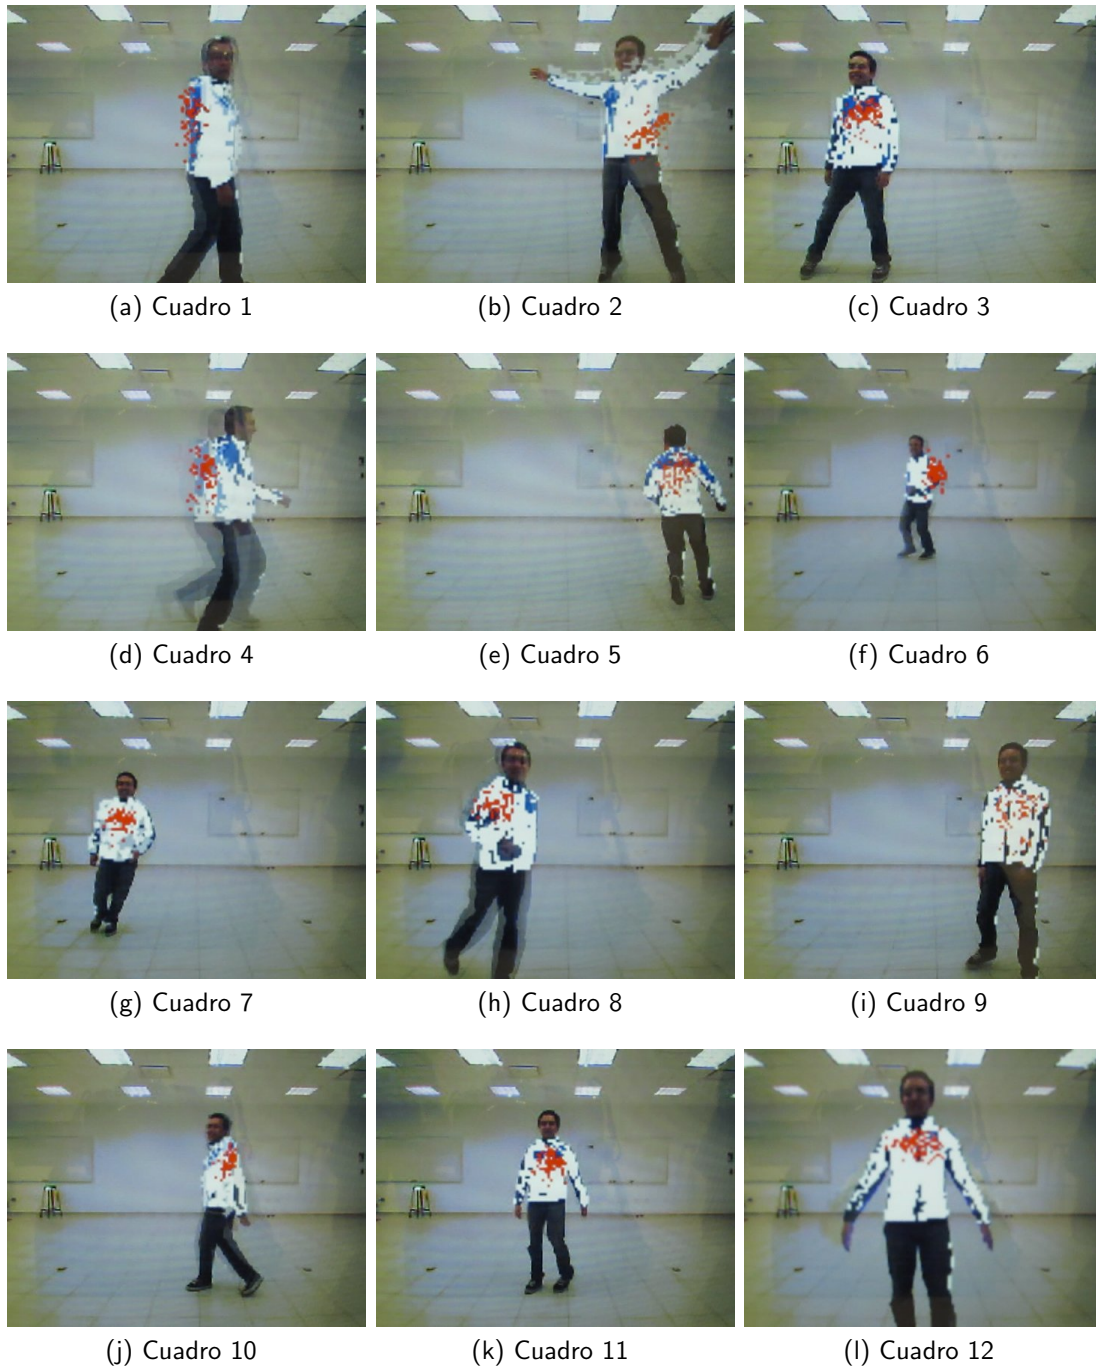 (a) Cuadro 1
(b) Cuadro 2
(c) Cuadro 3
(d) Cuadro 4
(e) Cuadro 5
(f) Cuadro 6
(g) Cuadro 7
(h) Cuadro 8
(i) Cuadro 9
(j) Cuadro 10
(k) Cuadro 11
(l) Cuadro 12